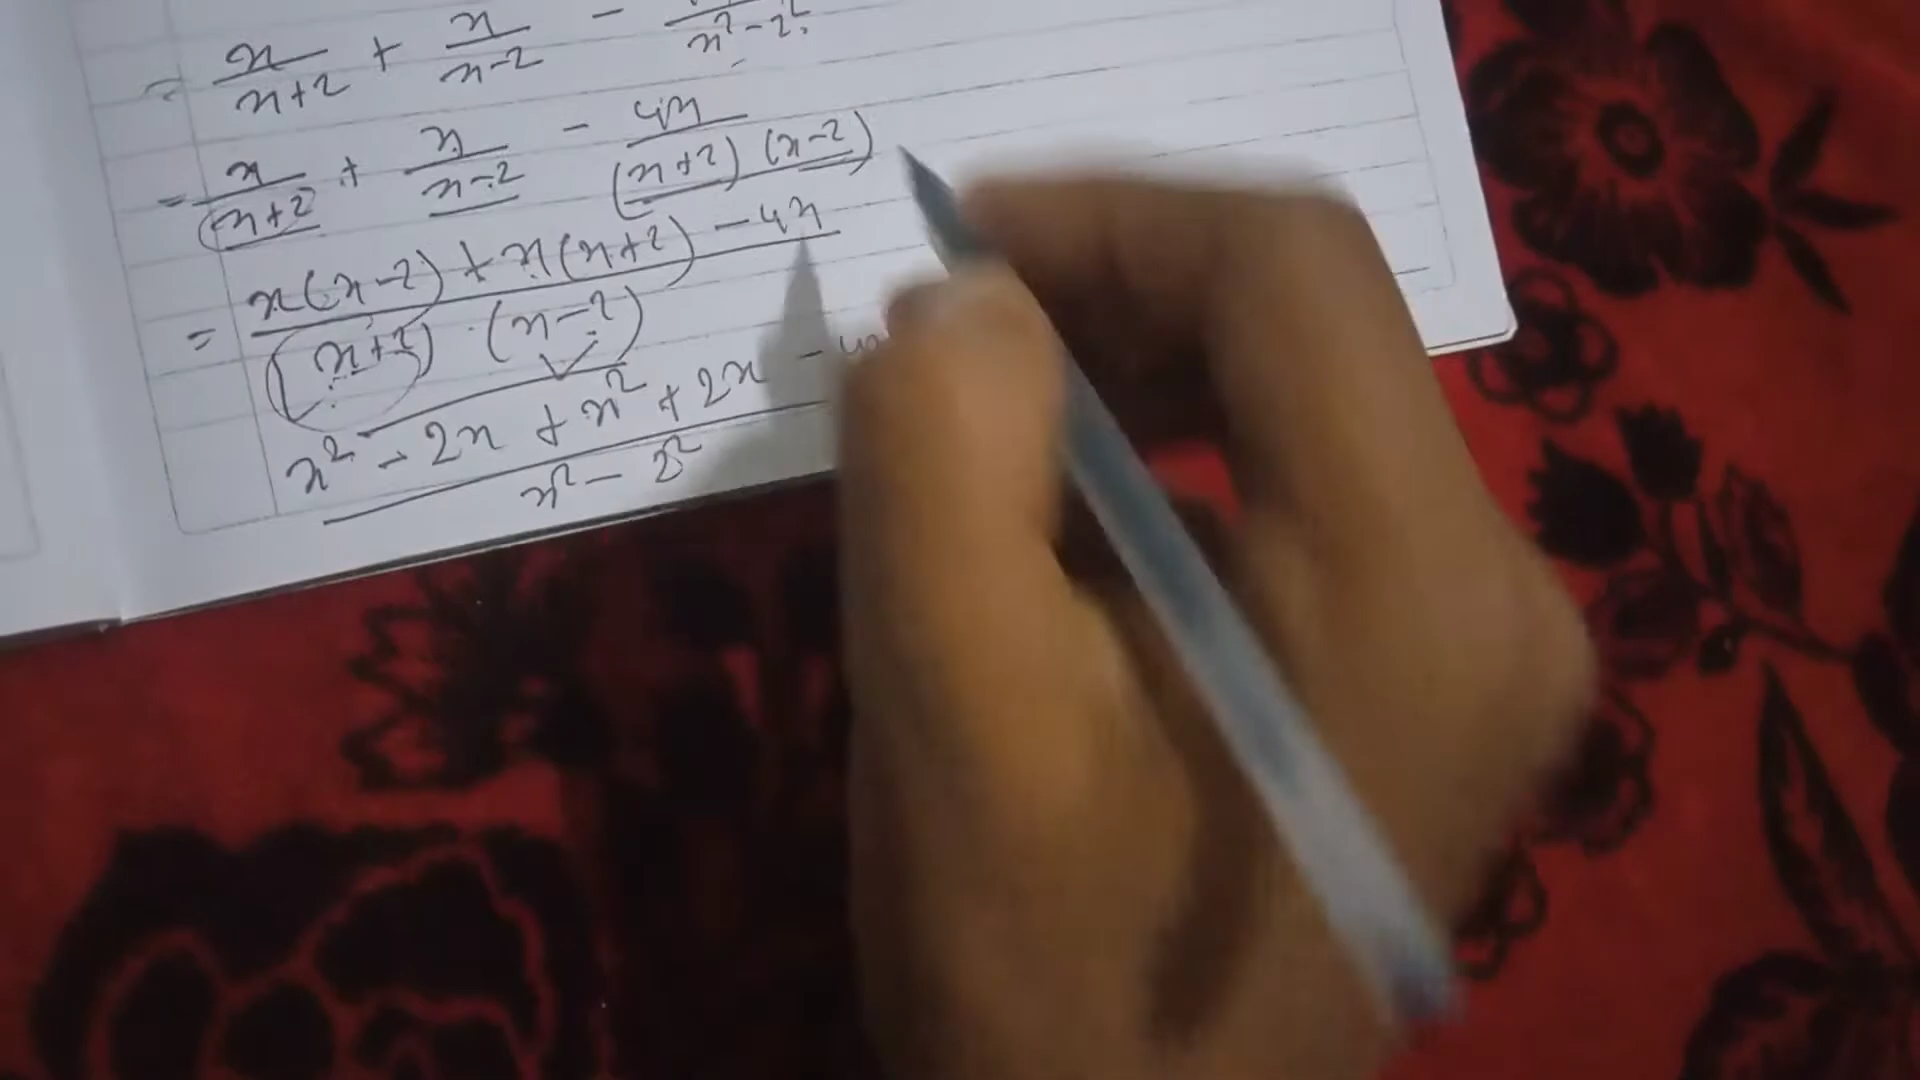 = x/(x+2) + x/(x-2) - /(x²-2²)
= x/(x+2) + x/(x-2) - 4x/((x+2)(x-2))
= (x(x-2) + x(x+2) - 4x)/((x+2)·(x-2))
(x² - 2x + x² + 2x - 4x)/(x² - 2²)